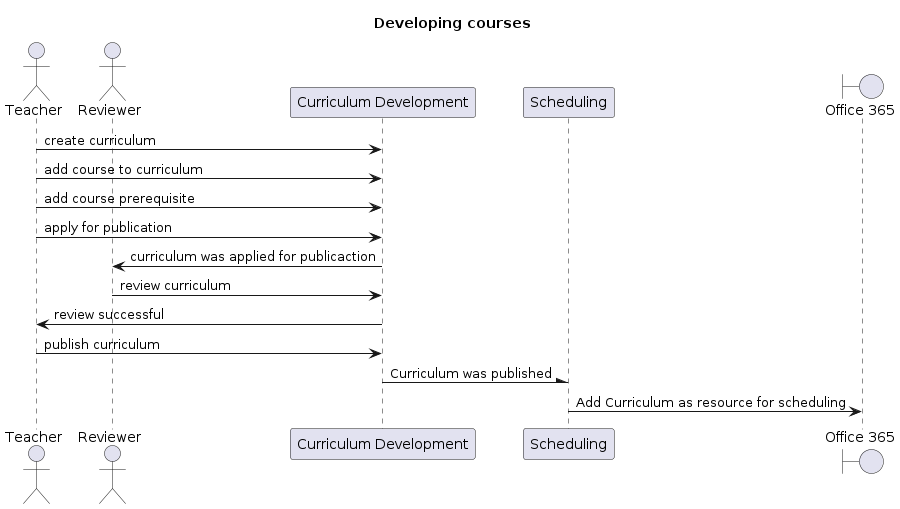 Developing courses
Teacher
Reviewer
Curriculum Development
Scheduling
Office 365
create curriculum
add course to curriculum
add course prerequisite
apply for publication
curriculum was applied for publicaction
review curriculum
review successful
publish curriculum
Curriculum was published
Add Curriculum as resource for scheduling
Teacher
Reviewer
Curriculum Development
Scheduling
Office 365